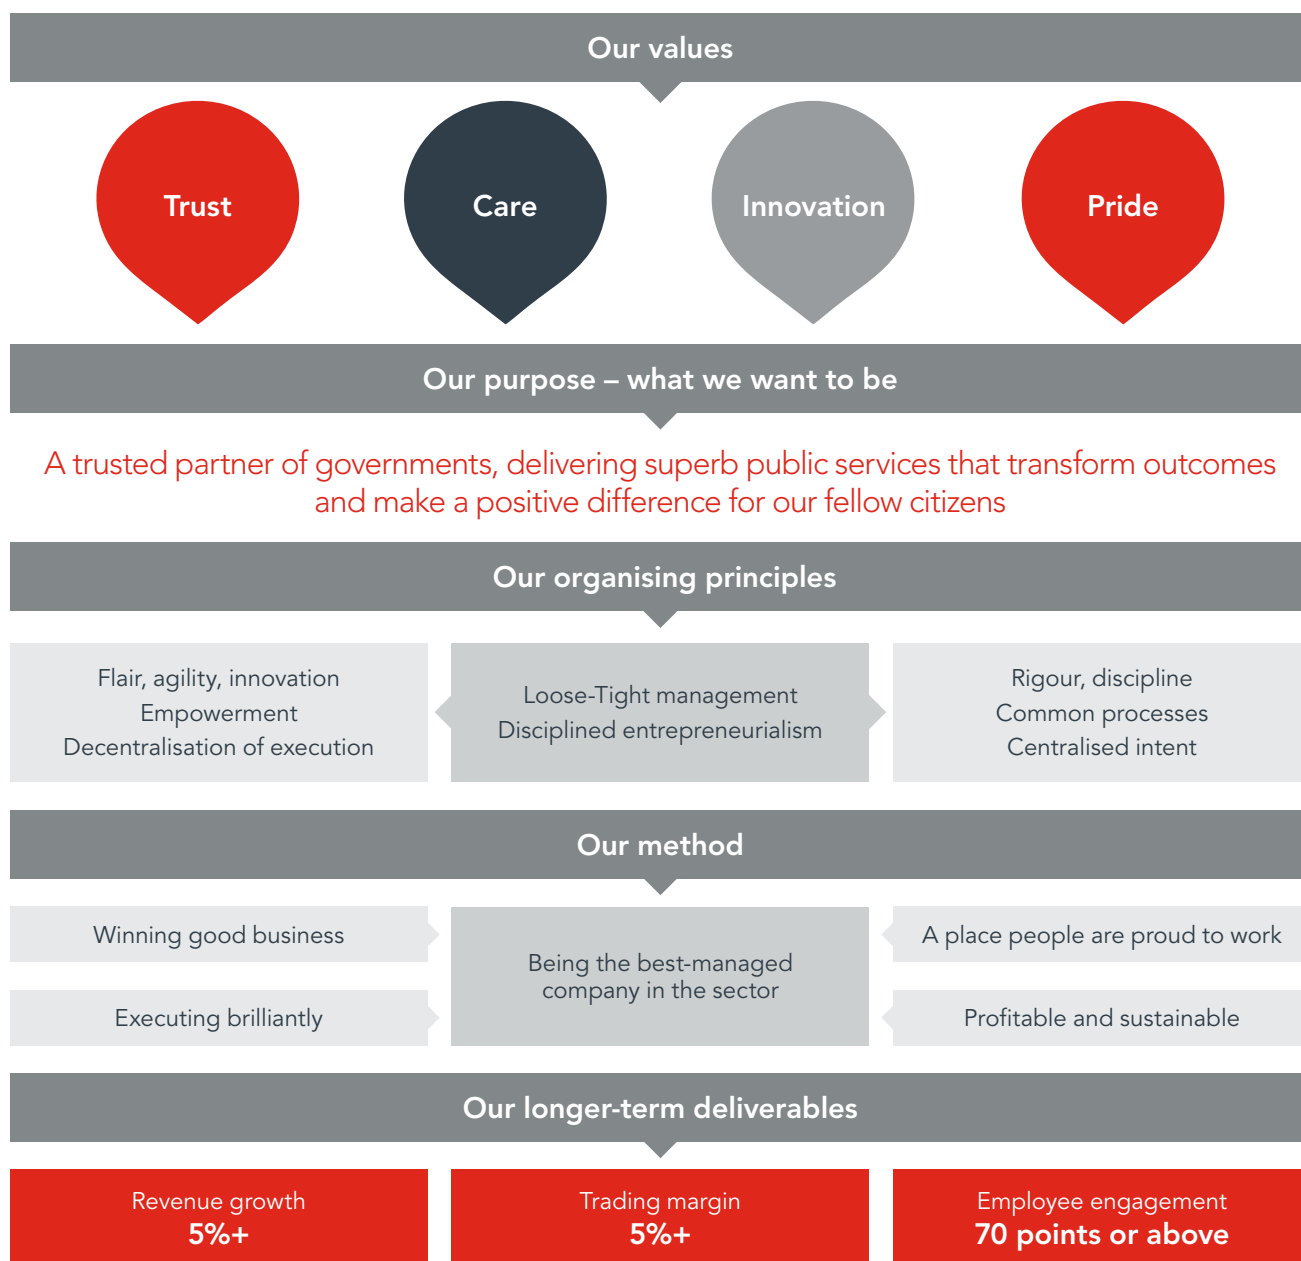 Our values
Trust
Care
Innovation
Pride
Our purpose – what we want to be
A trusted partner of governments, delivering superb public services that transform outcomes
and make a positive difference for our fellow citizens
Our organising principles
Flair, agility, innovation
Empowerment
Decentralisation of execution
Loose-Tight management
Disciplined entrepreneurialism
Rigour, discipline
Common processes
Centralised intent
Our method
Winning good business
Executing brilliantly
Being the best-managed
company in the sector
A place people are proud to work
Profitable and sustainable
Our longer-term deliverables
Revenue growth
5%+
Trading margin
5%+
Employee engagement
70 points or above